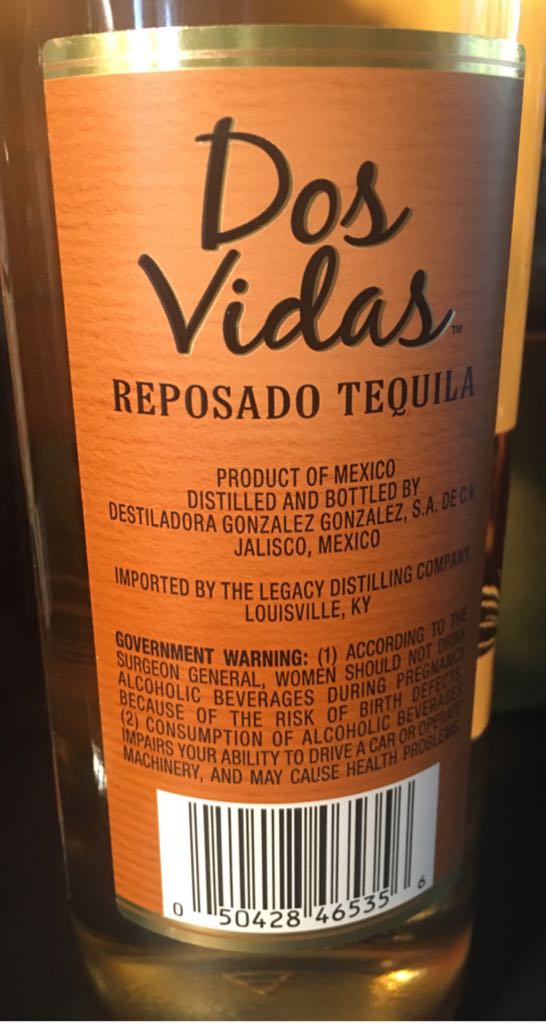 Dos
Vidas™
REPOSADO TEQUILA
PRODUCT OF MEXICO
DISTILLED AND BOTTLED BY
DESTILADORA GONZALEZ GONZALEZ, S.A. DE C.V.
JALISCO, MEXICO
IMPORTED BY THE LEGACY DISTILLING COMPANY,
LOUISVILLE, KY
GOVERNMENT WARNING: (1) ACCORDING TO THE
SURGEON GENERAL, WOMEN SHOULD NOT DRINK
ALCOHOLIC BEVERAGES DURING PREGNANCY
BECAUSE OF THE RISK OF BIRTH DEFECTS.
(2) CONSUMPTION OF ALCOHOLIC BEVERAGES
IMPAIRS YOUR ABILITY TO DRIVE A CAR OR OPERATE
MACHINERY, AND MAY CAUSE HEALTH PROBLEMS.
0 50428 46535 6